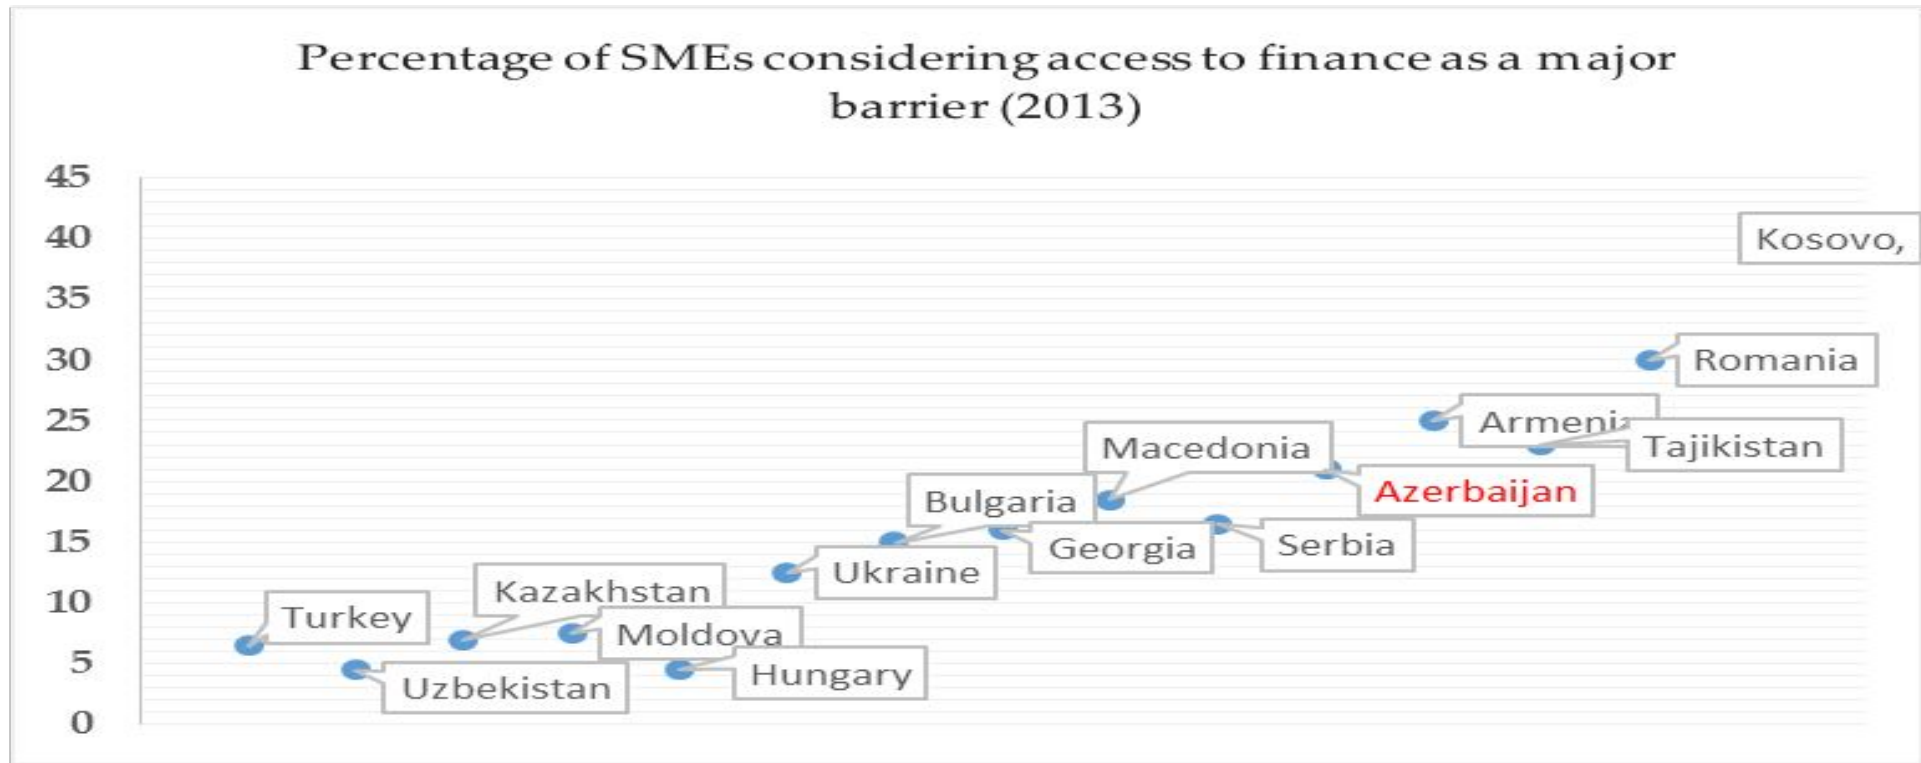 Percentage of SMEs considering access to finance as a major
barrier (2013)
45
40
35
30
25
20
15
10
5
0
Kosovo,
Romania
Armenia
Tajikistan
Macedonia
Azerbaijan
Bulgaria
Georgia
Serbia
Ukraine
Kazakhstan
Turkey
Moldova
Hungary
Uzbekistan